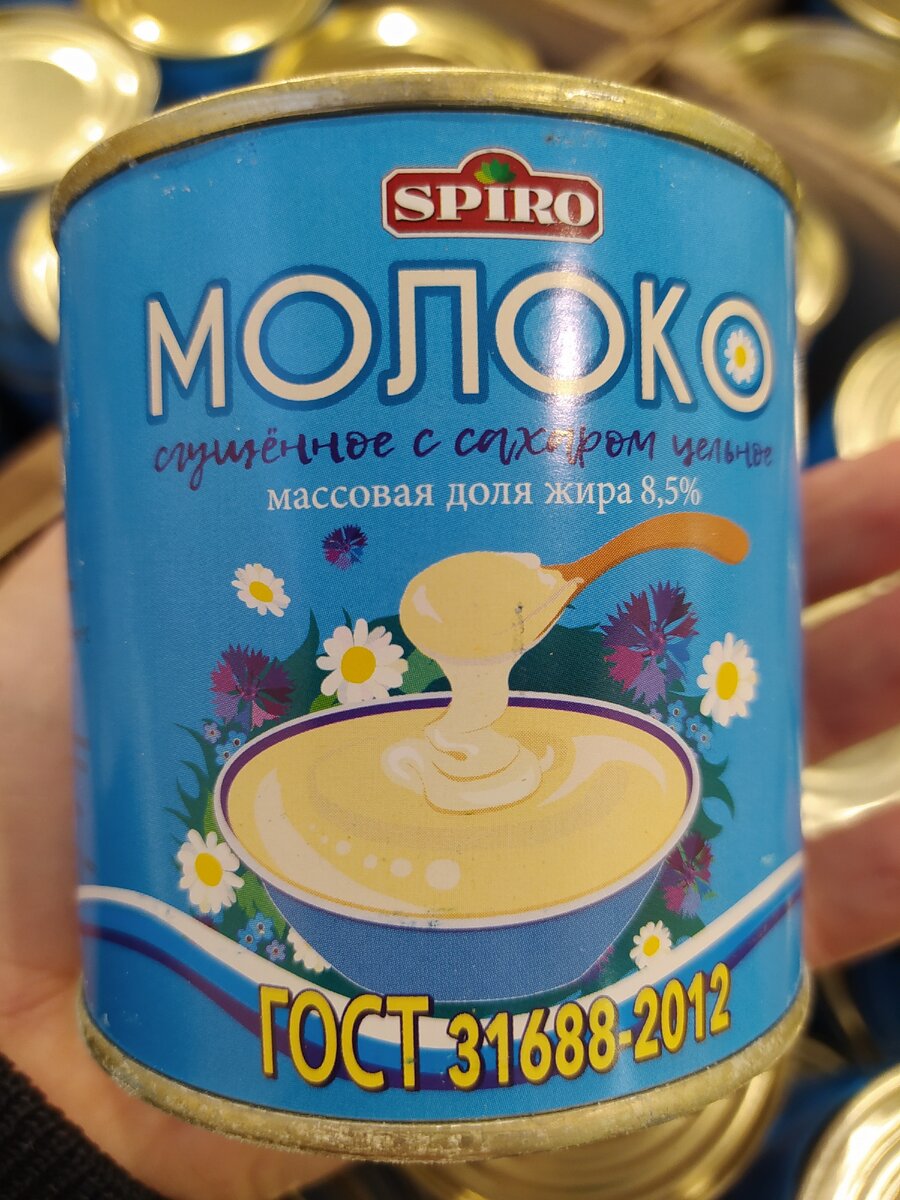 SPIRO
МОЛОКО
сгущённое с сахаром цельное
массовая доля жира 8,5%
ГОСТ 31688-2012